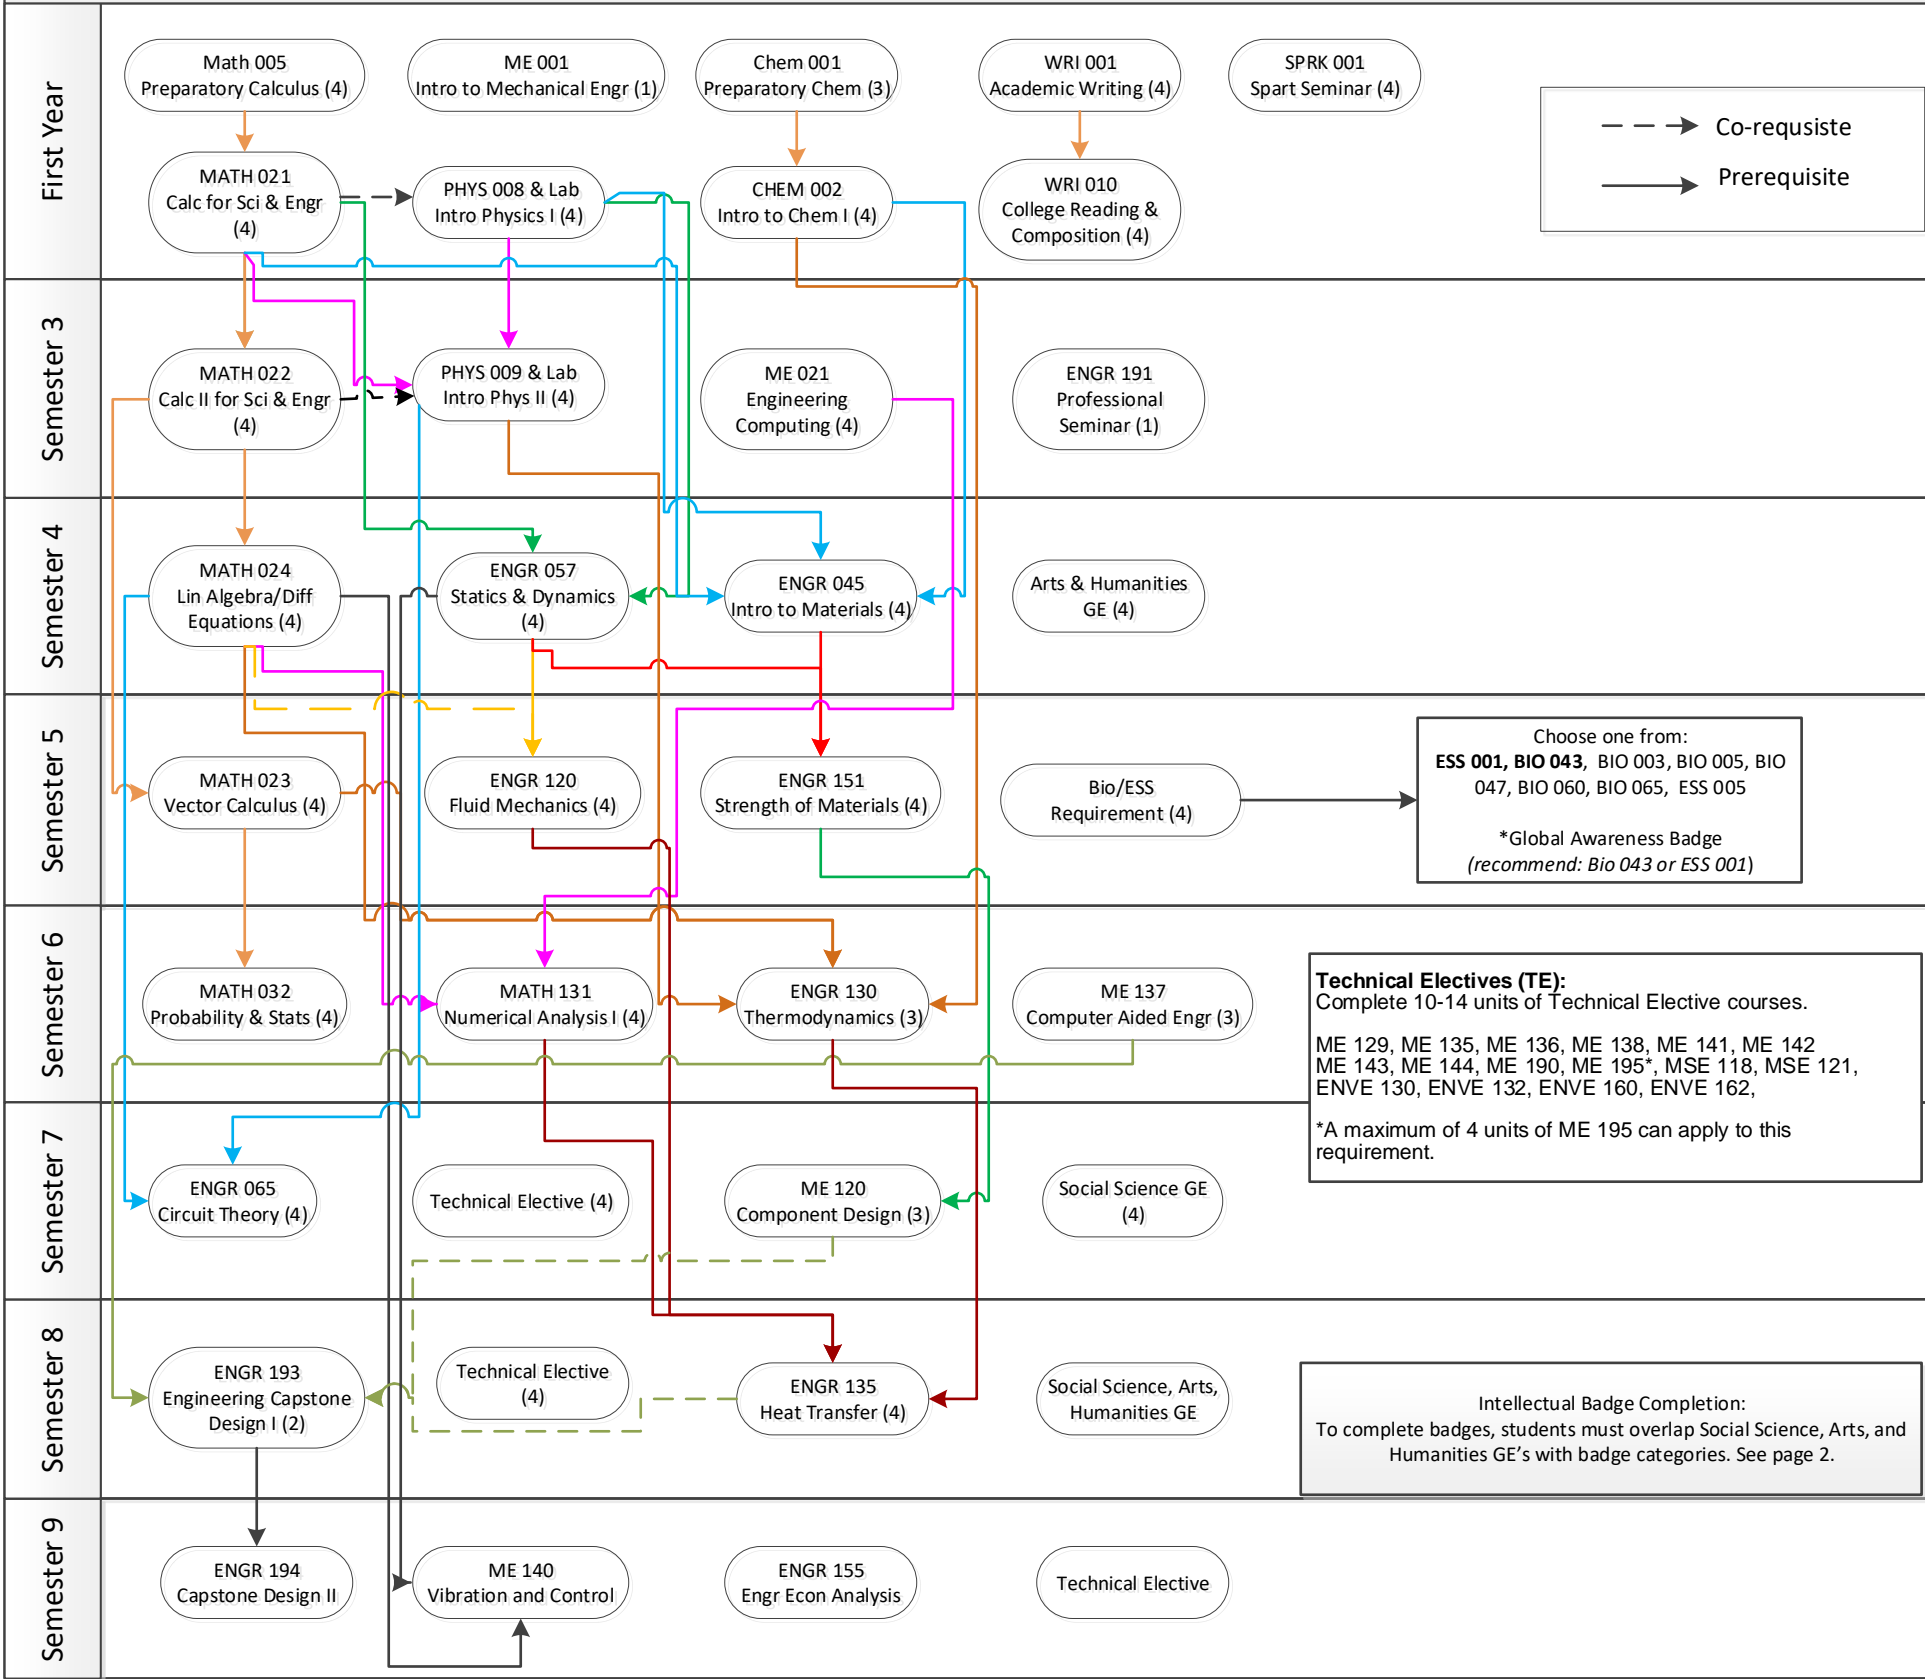 First Year
Math 005
Preparatory Calculus (4)
ME 001
Intro to Mechanical Engr (1)
Chem 001
Preparatory Chem (3)
WRI 001
Academic Writing (4)
SPRK 001
Spart Seminar (4)
Co-requsiste
Prerequisite
MATH 021
Calc for Sci & Engr
(4)
PHYS 008 & Lab
Intro Physics I (4)
CHEM 002
Intro to Chem I (4)
WRI 010
College Reading &
Composition (4)
Semester 3
MATH 022
Calc II for Sci & Engr
(4)
PHYS 009 & Lab
Intro Phys II (4)
ME 021
Engineering
Computing (4)
ENGR 191
Professional
Seminar (1)
Semester 4
MATH 024
Lin Algebra/Diff
Equations (4)
ENGR 057
Statics & Dynamics
(4)
ENGR 045
Intro to Materials (4)
Arts & Humanities
GE (4)
Semester 5
MATH 023
Vector Calculus (4)
ENGR 120
Fluid Mechanics (4)
ENGR 151
Strength of Materials (4)
Bio/ESS
Requirement (4)
Choose one from:
ESS 001, BIO 043, BIO 003, BIO 005, BIO
047, BIO 060, BIO 065, ESS 005
*Global Awareness Badge
(recommend: Bio 043 or ESS 001)
Semester 6
MATH 032
Probability & Stats (4)
MATH 131
Numerical Analysis I (4)
ENGR 130
Thermodynamics (3)
ME 137
Computer Aided Engr (3)
Technical Electives (TE):
Complete 10-14 units of Technical Elective courses.
ME 129, ME 135, ME 136, ME 138, ME 141, ME 142
ME 143, ME 144, ME 190, ME 195*, MSE 118, MSE 121,
ENVE 130, ENVE 132, ENVE 160, ENVE 162,
*A maximum of 4 units of ME 195 can apply to this
requirement.
Semester 7
ENGR 065
Circuit Theory (4)
Technical Elective (4)
ME 120
Component Design (3)
Social Science GE
(4)
Semester 8
ENGR 193
Engineering Capstone
Design I (2)
Technical Elective
(4)
ENGR 135
Heat Transfer (4)
Social Science, Arts,
Humanities GE
Intellectual Badge Completion:
To complete badges, students must overlap Social Science, Arts, and
Humanities GE's with badge categories. See page 2.
Semester 9
ENGR 194
Capstone Design II
ME 140
Vibration and Control
ENGR 155
Engr Econ Analysis
Technical Elective